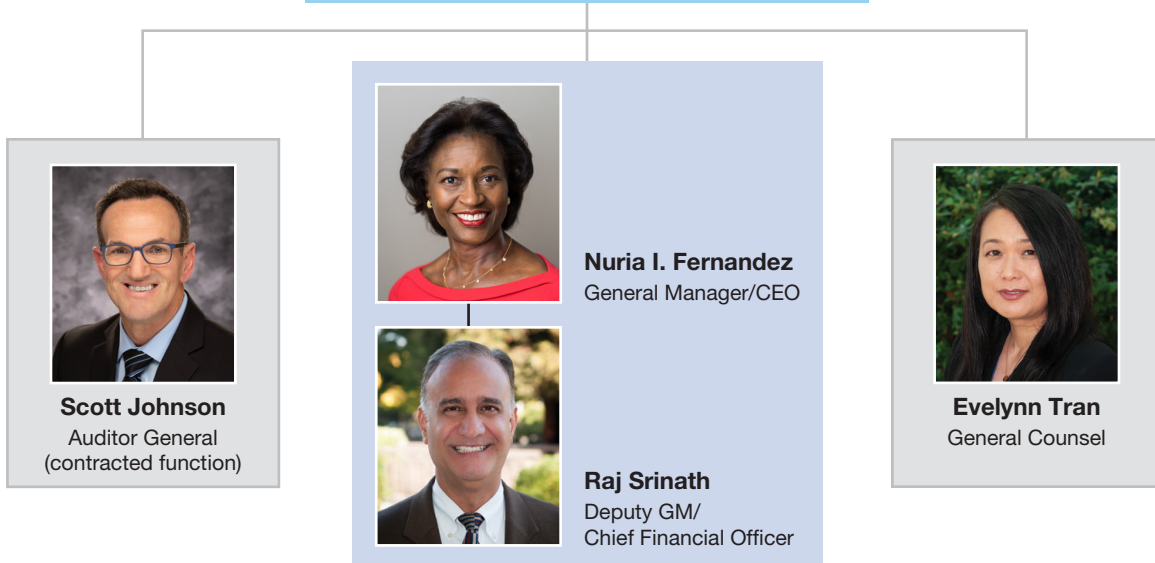 Nuria I. Fernandez
General Manager/CEO
Scott Johnson
Auditor General
(contracted function)
Raj Srinath
Deputy GM/
Chief Financial Officer
Evelynn Tran
General Counsel